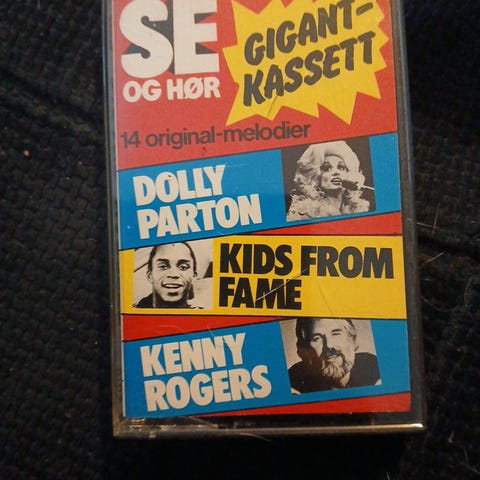 SE
OG HØR
GIGANT-
KASSETT
14 original-melodier
DOLLY
PARTON
KIDS FROM
FAME
KENNY
ROGERS